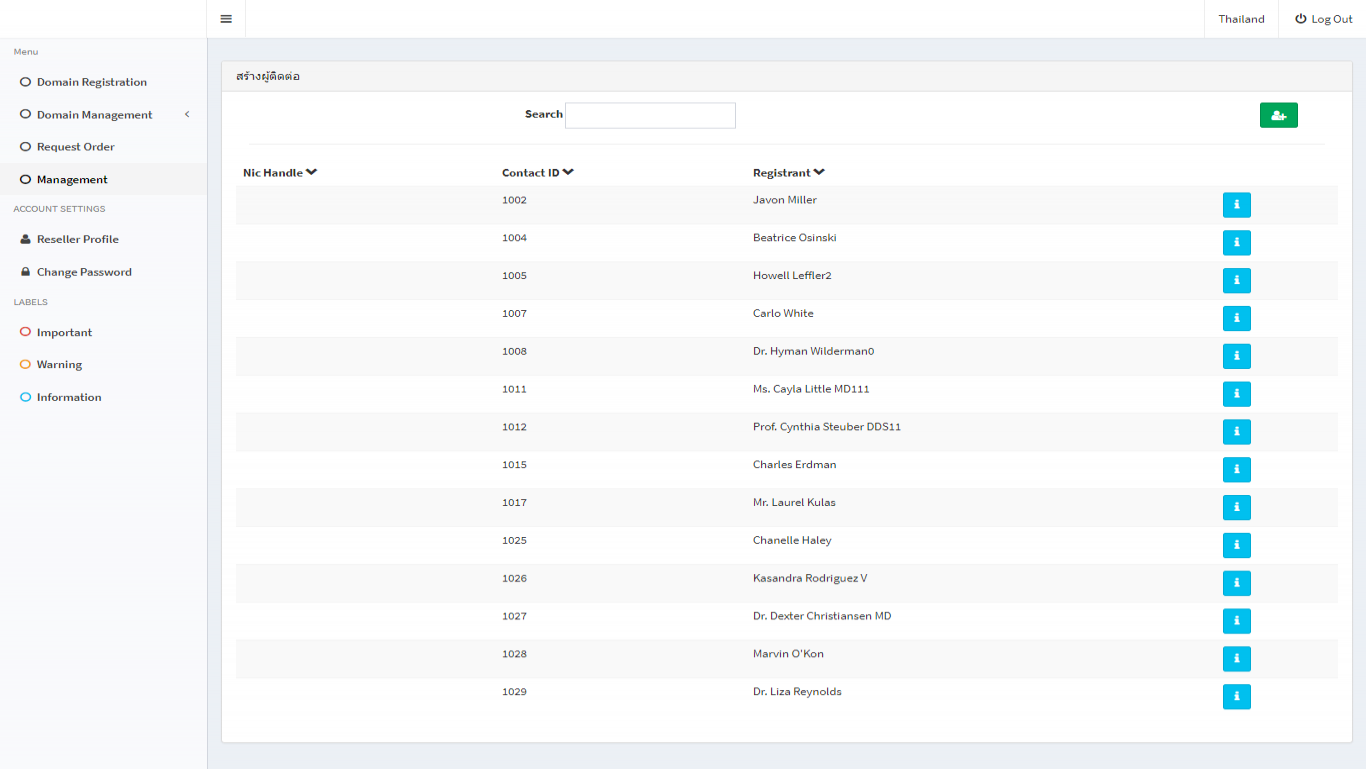 Thailand
Log Out
Menu
Domain Registration
Domain Management
Request Order
Management
ACCOUNT SETTINGS
Reseller Profile
Change Password
LABELS
Important
Warning
Information
สร้างผู้ติดต่อ
Search
Nic Handle Contact ID Registrant
1002 Javon Miller
1004 Beatrice Osinski
1005 Howell Leffler2
1007 Carlo White
1008 Dr. Hyman Wilderman0
1011 Ms. Cayla Little MD111
1012 Prof. Cynthia Steuber DDS11
1015 Charles Erdman
1017 Mr. Laurel Kulas
1025 Chanelle Haley
1026 Kasandra Rodriguez V
1027 Dr. Dexter Christiansen MD
1028 Marvin O'Kon
1029 Dr. Liza Reynolds